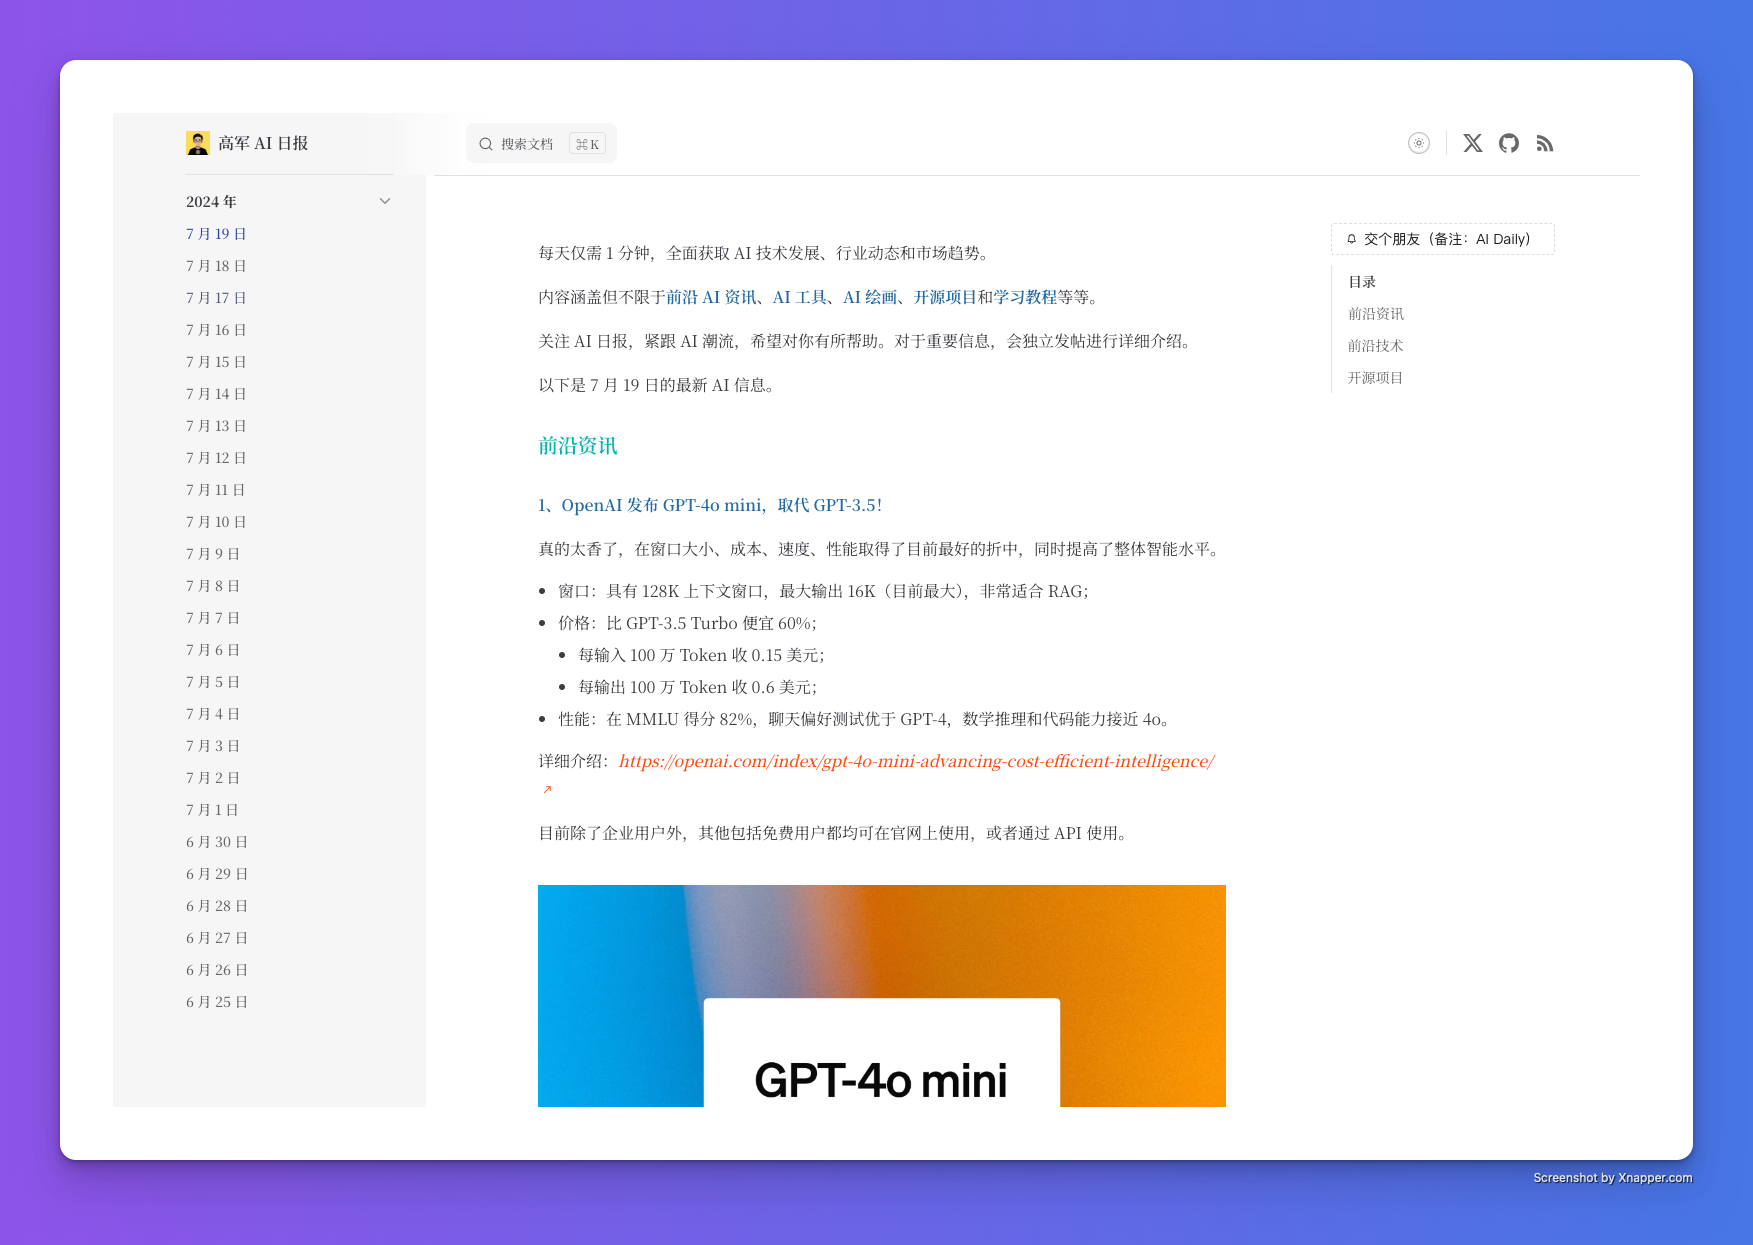 高军 AI 日报
搜索文档 ⌘K
2024 年
7 月 19 日
7 月 18 日
7 月 17 日
7 月 16 日
7 月 15 日
7 月 14 日
7 月 13 日
7 月 12 日
7 月 11 日
7 月 10 日
7 月 9 日
7 月 8 日
7 月 7 日
7 月 6 日
7 月 5 日
7 月 4 日
7 月 3 日
7 月 2 日
7 月 1 日
6 月 30 日
6 月 29 日
6 月 28 日
6 月 27 日
6 月 26 日
6 月 25 日
每天仅需 1 分钟，全面获取 AI 技术发展、行业动态和市场趋势。
内容涵盖但不限于前沿 AI 资讯、AI 工具、AI 绘画、开源项目和学习教程等等。
关注 AI 日报，紧跟 AI 潮流，希望对你有所帮助。对于重要信息，会独立发帖进行详细介绍。
以下是 7 月 19 日的最新 AI 信息。
前沿资讯
1、OpenAI 发布 GPT-4o mini，取代 GPT-3.5！
真的太香了，在窗口大小、成本、速度、性能取得了目前最好的折中，同时提高了整体智能水平。
• 窗口：具有 128K 上下文窗口，最大输出 16K（目前最大），非常适合 RAG；
• 价格：比 GPT-3.5 Turbo 便宜 60%；
• 每输入 100 万 Token 收 0.15 美元；
• 每输出 100 万 Token 收 0.6 美元；
• 性能：在 MMLU 得分 82%，聊天偏好测试优于 GPT-4，数学推理和代码能力接近 4o。
详细介绍：https://openai.com/index/gpt-4o-mini-advancing-cost-efficient-intelligence/
↗
目前除了企业用户外，其他包括免费用户都均可在官网上使用，或者通过 API 使用。
GPT-4o mini
交个朋友（备注：AI Daily）
目录
前沿资讯
前沿技术
开源项目
Screenshot by Xnapper.com